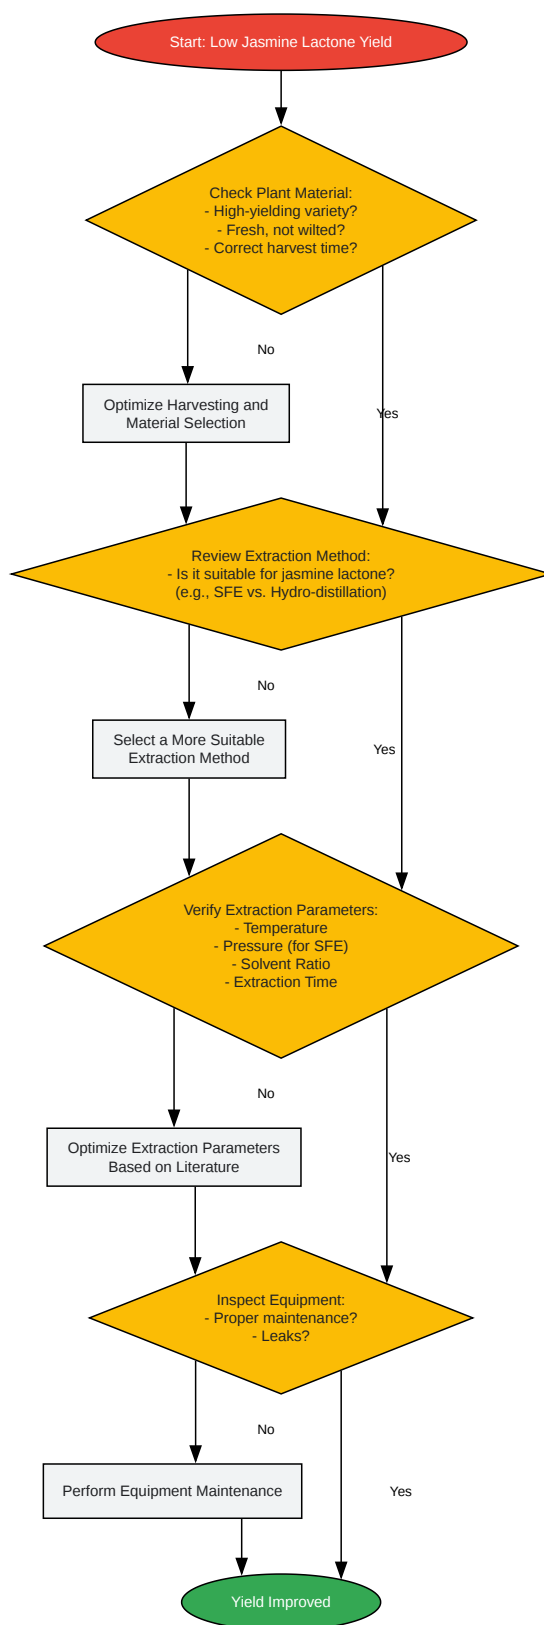 Start: Low Jasmine Lactone Yield
Check Plant Material:
- High-yielding variety?
- Fresh, not wilted?
- Correct harvest time?
No
Optimize Harvesting and
Material Selection
Yes
Review Extraction Method:
- Is it suitable for jasmine lactone?
(e.g., SFE vs. Hydro-distillation)
No
Select a More Suitable
Extraction Method
Yes
Verify Extraction Parameters:
- Temperature
- Pressure (for SFE)
- Solvent Ratio
- Extraction Time
No
Optimize Extraction Parameters
Based on Literature
Yes
Inspect Equipment:
- Proper maintenance?
- Leaks?
No
Perform Equipment Maintenance
Yes
Yield Improved